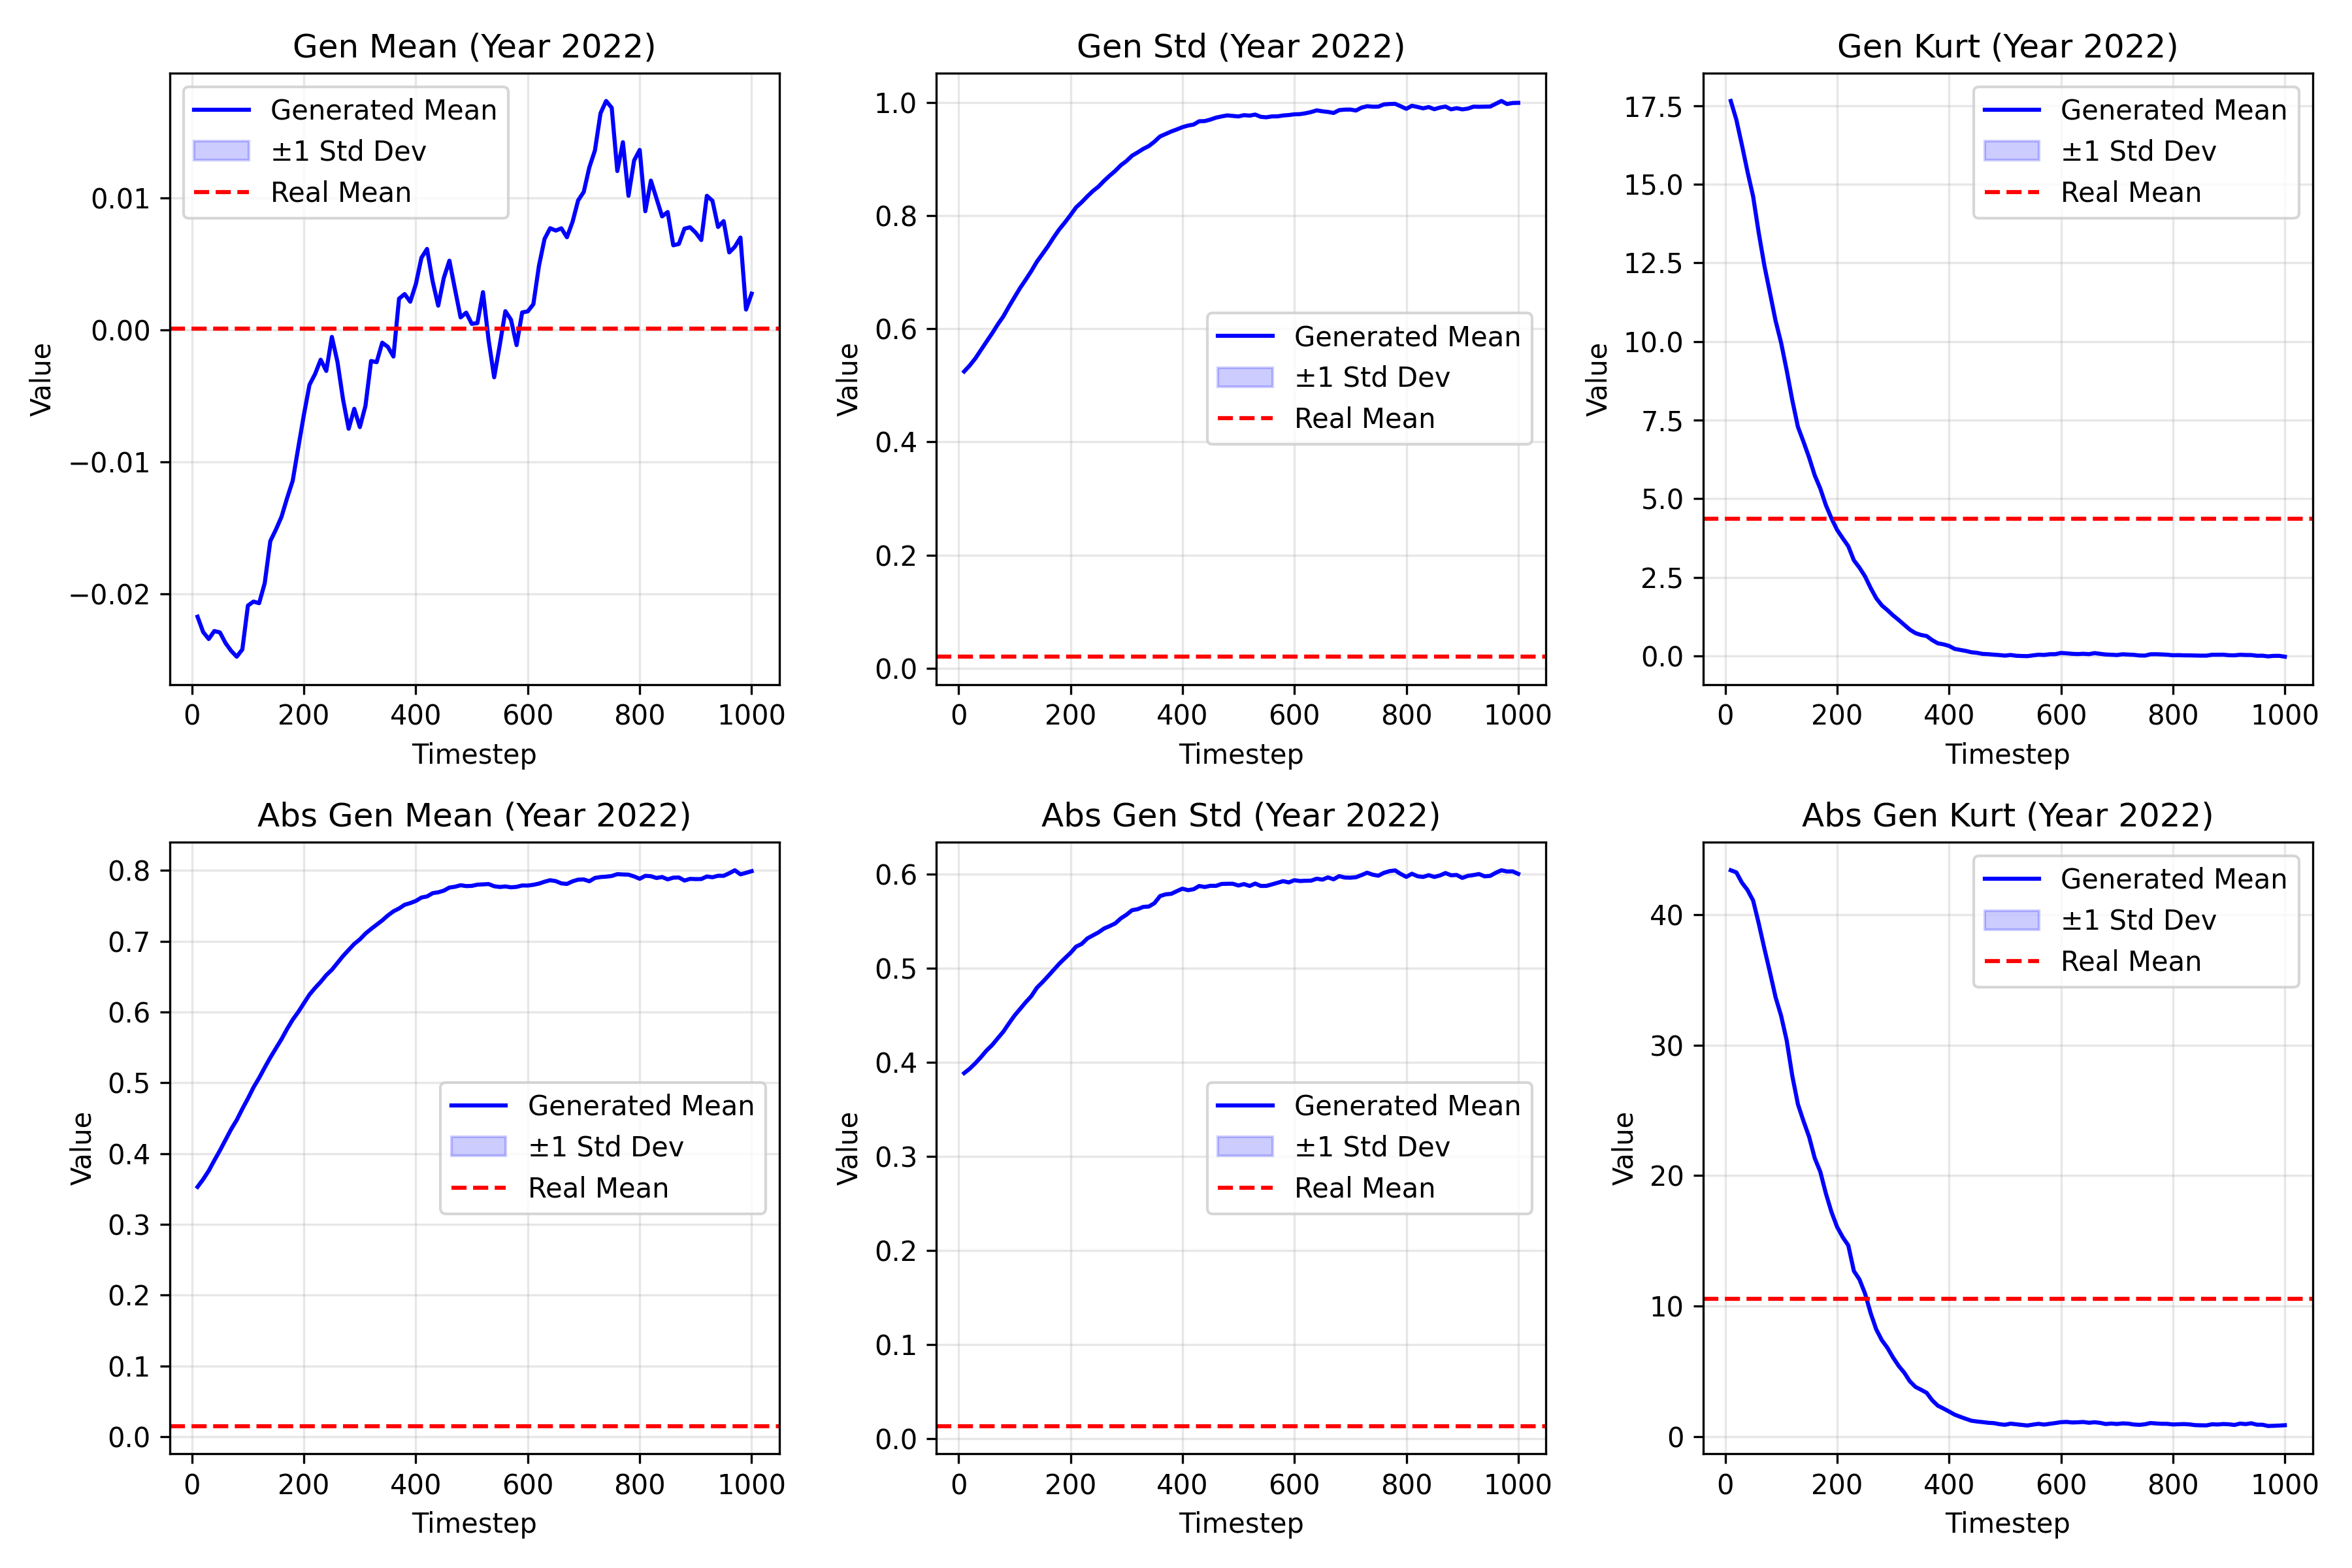 Gen Mean (Year 2022)
Generated Mean
±1 Std Dev
Real Mean
0.01
0.00
−0.01
−0.02
Value
0 200 400 600 800 1000
Timestep
Gen Std (Year 2022)
Generated Mean
±1 Std Dev
Real Mean
1.0
0.8
0.6
0.4
0.2
0.0
Value
0 200 400 600 800 1000
Timestep
Gen Kurt (Year 2022)
Generated Mean
±1 Std Dev
Real Mean
17.5
15.0
12.5
10.0
7.5
5.0
2.5
0.0
Value
0 200 400 600 800 1000
Timestep
Abs Gen Mean (Year 2022)
Generated Mean
±1 Std Dev
Real Mean
0.8
0.7
0.6
0.5
0.4
0.3
0.2
0.1
0.0
Value
0 200 400 600 800 1000
Timestep
Abs Gen Std (Year 2022)
Generated Mean
±1 Std Dev
Real Mean
0.6
0.5
0.4
0.3
0.2
0.1
0.0
Value
0 200 400 600 800 1000
Timestep
Abs Gen Kurt (Year 2022)
Generated Mean
±1 Std Dev
Real Mean
40
30
20
10
0
Value
0 200 400 600 800 1000
Timestep